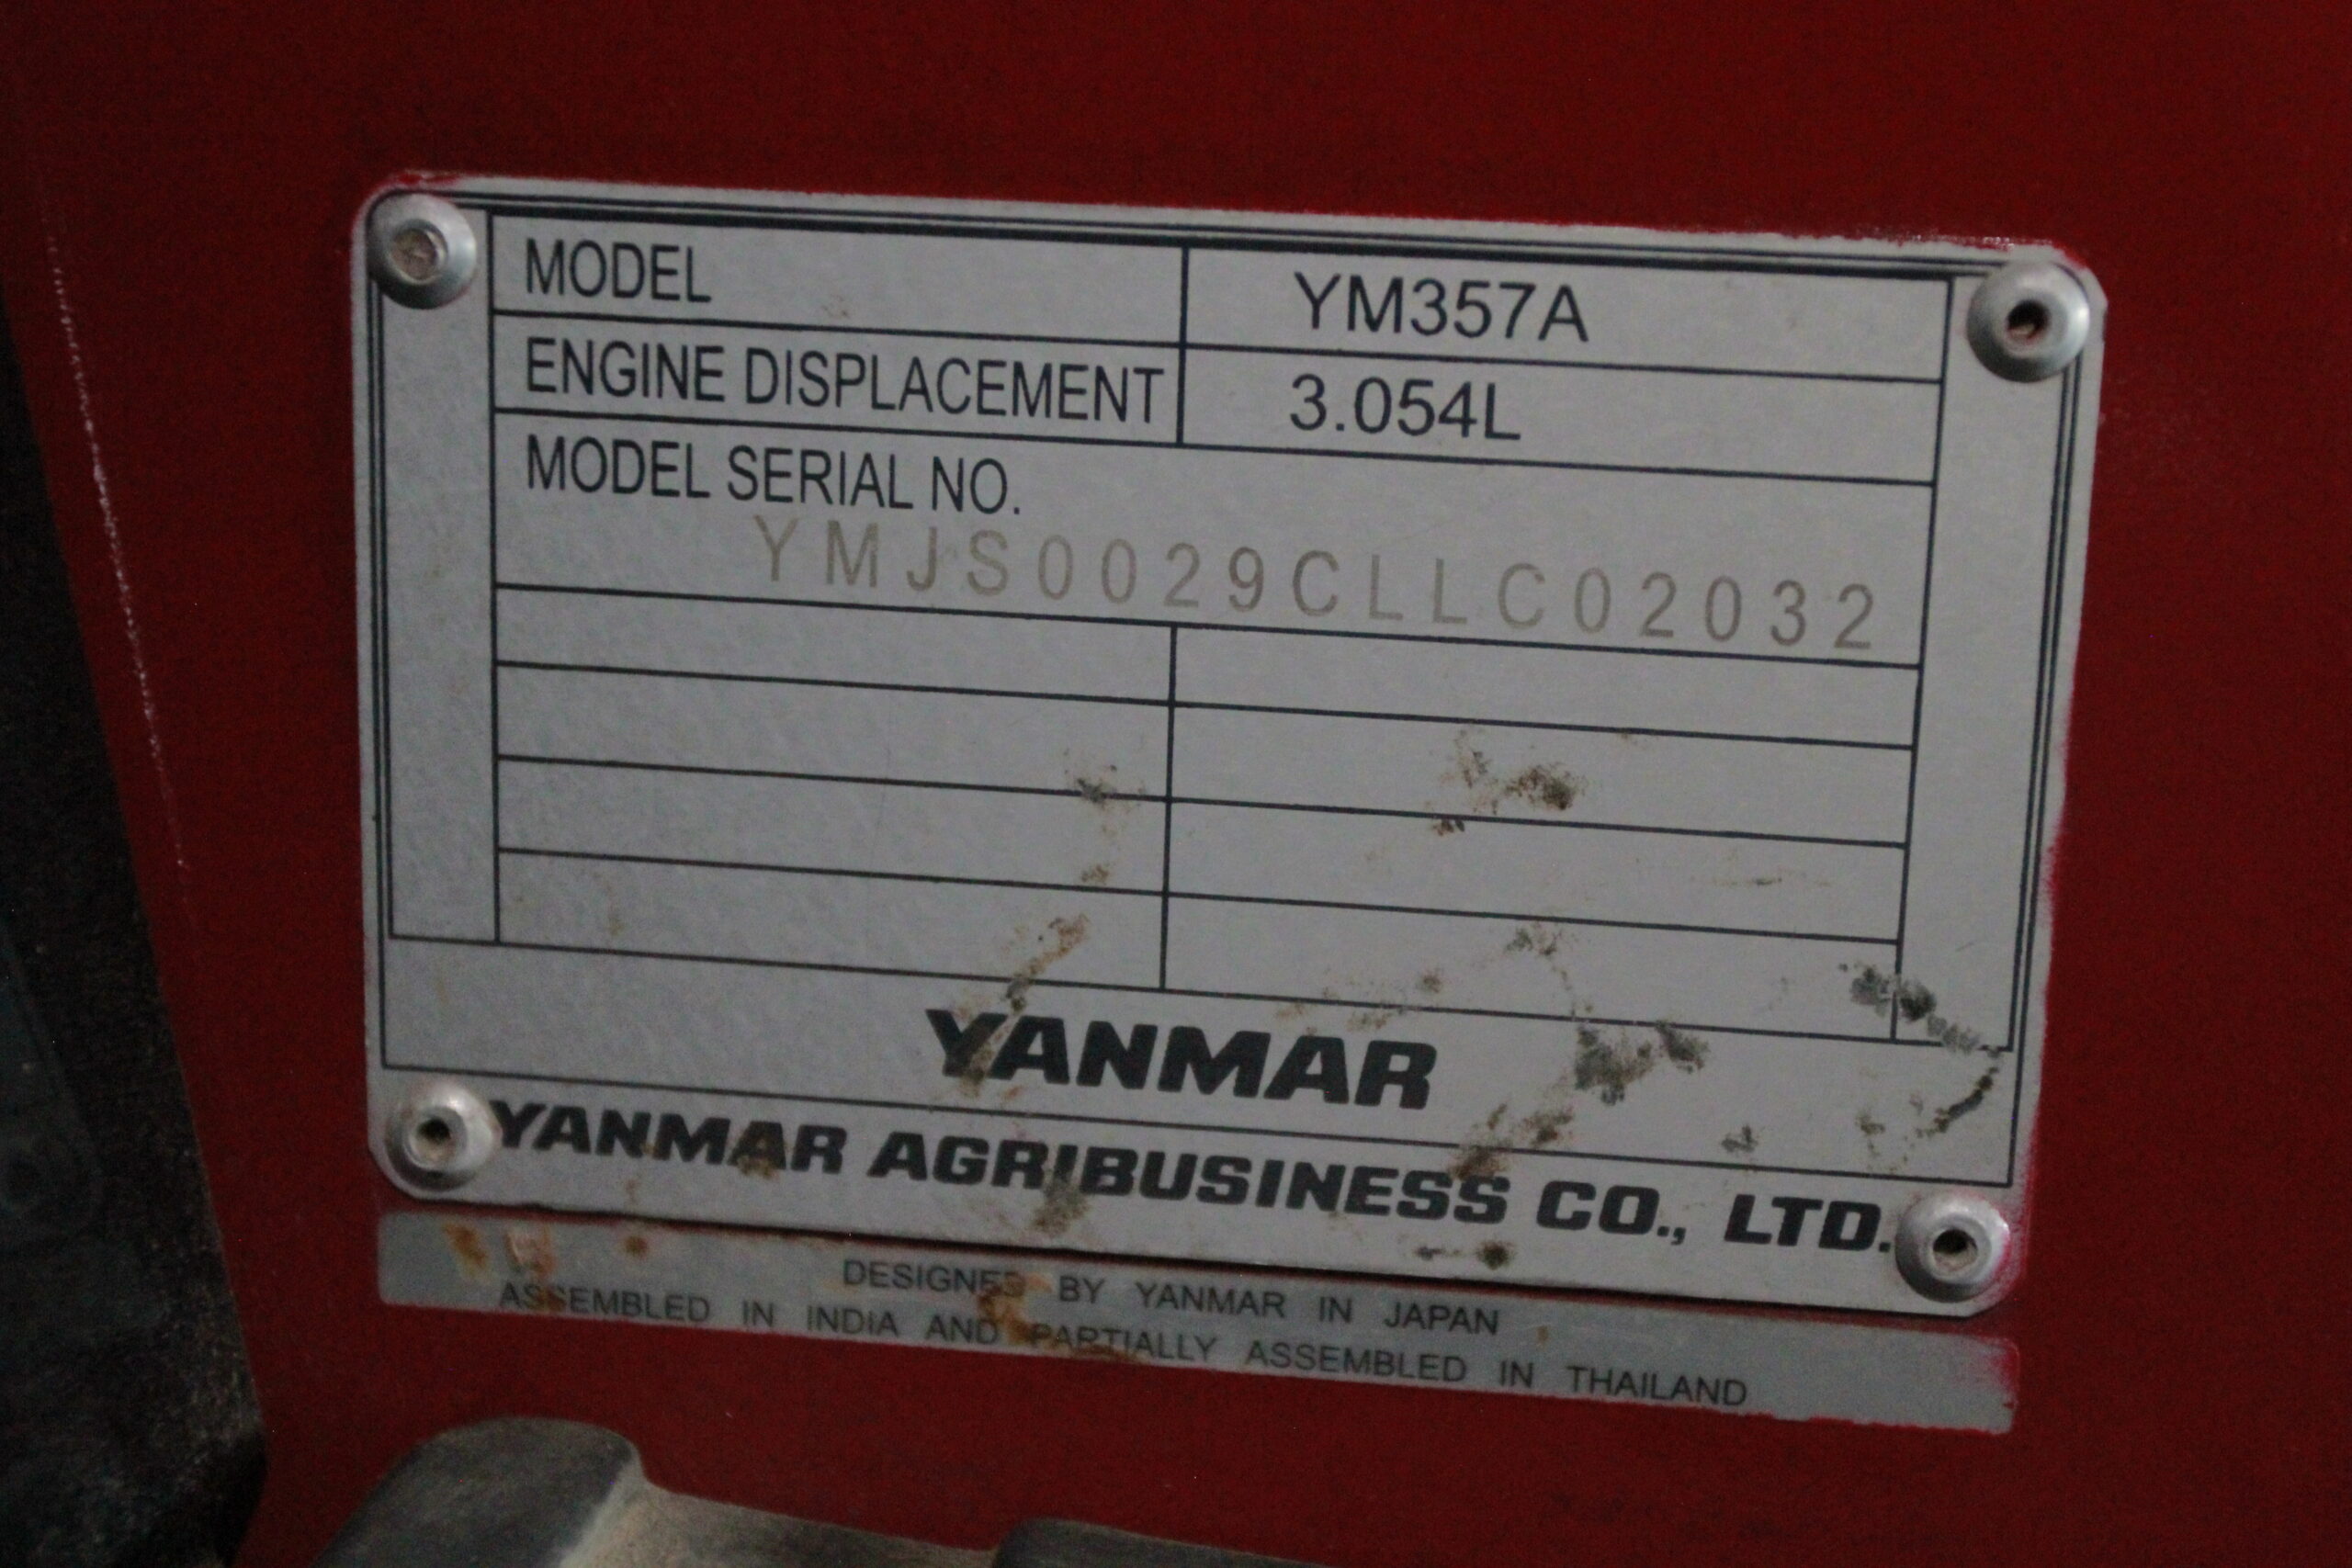 MODEL YM357A
ENGINE DISPLACEMENT 3.054L
MODEL SERIAL NO.
YMJS0029CLLC02032
YANMAR
YANMAR AGRIBUSINESS CO., LTD.
DESIGNED BY YANMAR IN JAPAN
ASSEMBLED IN INDIA AND PARTIALLY ASSEMBLED IN THAILAND